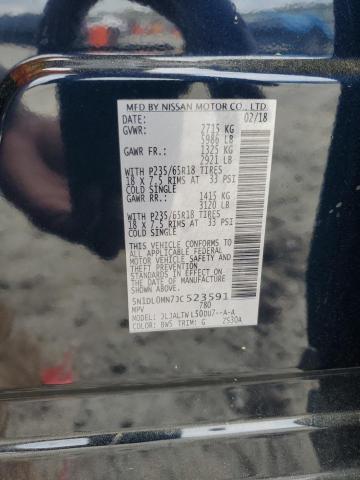 MFD BY NISSAN MOTOR CO., LTD.
DATE: 02/18
GVWR: 2715 KG
5986 LB
GAWR FR.: 1325 KG
2921 LB
WITH P235/65R18 TIRES
18 x 7.5 RIMS AT 33 PSI
COLD SINGLE
GAWR RR.: 1415 KG
3120 LB
WITH P235/65R18 TIRES
18 x 7.5 RIMS AT 33 PSI
COLD SINGLE
THIS VEHICLE CONFORMS TO
ALL APPLICABLE FEDERAL
MOTOR VEHICLE SAFETY
AND THEFT PREVENTION
STANDARDS IN EFFECT ON
THE DATE OF MANUFACTURE
SHOWN ABOVE.
5N1DL0MN7JC523591
MPV 780
MODEL: JLJALTWL50DU7--A-A
COLOR: BW5 TRIM: G 2S30A